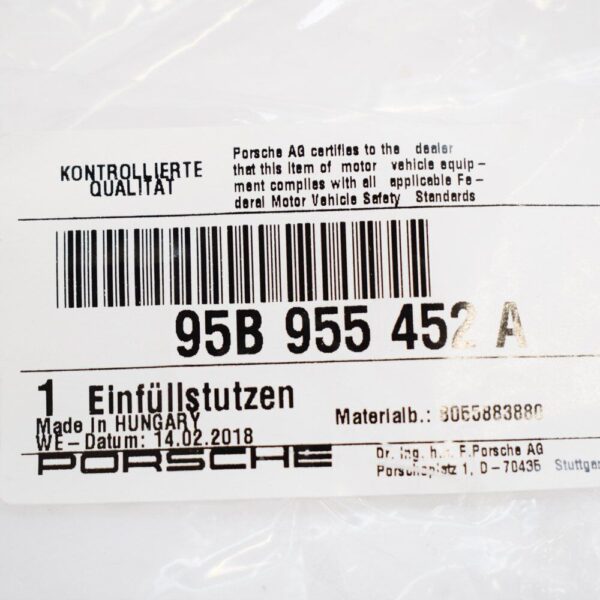 KONTROLLIERTE
QUALITÄT
Porsche AG certifies to the dealer
that this item of motor vehicle equip-
ment complies with all applicable Fe-
deral Motor Vehicle Safety Standards
95B 955 452 A
1 Einfüllstutzen
Made in HUNGARY
WE-Datum: 14.02.2018
Materialb.:
PORSCHE
Dr. Ing. h.c. F.Porsche AG
Porscheplatz 1, D-70435 Stuttgar